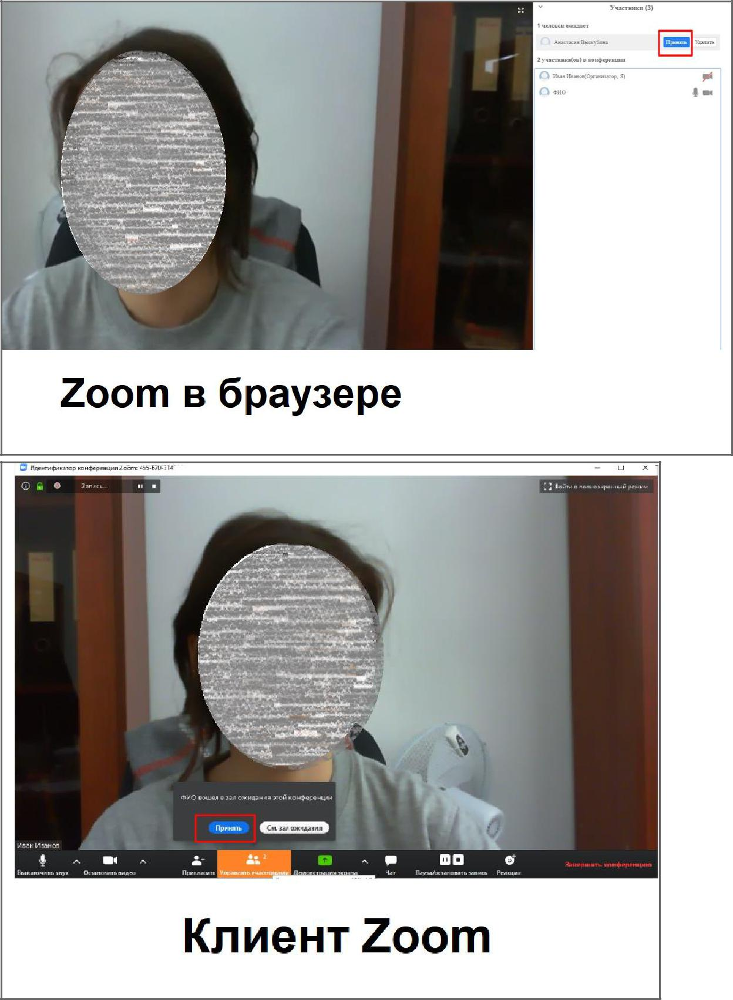 Участники (3)
1 человек ожидает
Анастасия Выскубина
Принять
Удалить
2 участника(ов) в конференции
Иван Иванов(Организатор, Я)
ФИО
Zoom в браузере
Идентификатор конференции Zoom: 455-670-314
Запись...
Войти в полноэкранный режим
ФИО вошел в зал ожидания этой конференции
Принять
См. зал ожидания
Иван Иванов
2
Выключить звук
Остановить видео
Пригласить
Управлять участниками
Демонстрация экрана
Чат
Пауза/остановить запись
Реакции
Завершить конференцию
Клиент Zoom